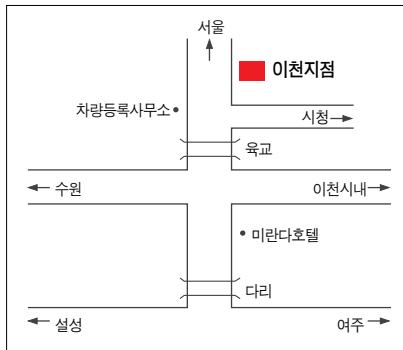 서울
이천지점
차량등록사무소
시청
육교
수원
이천시내
미란다호텔
다리
설성
여주